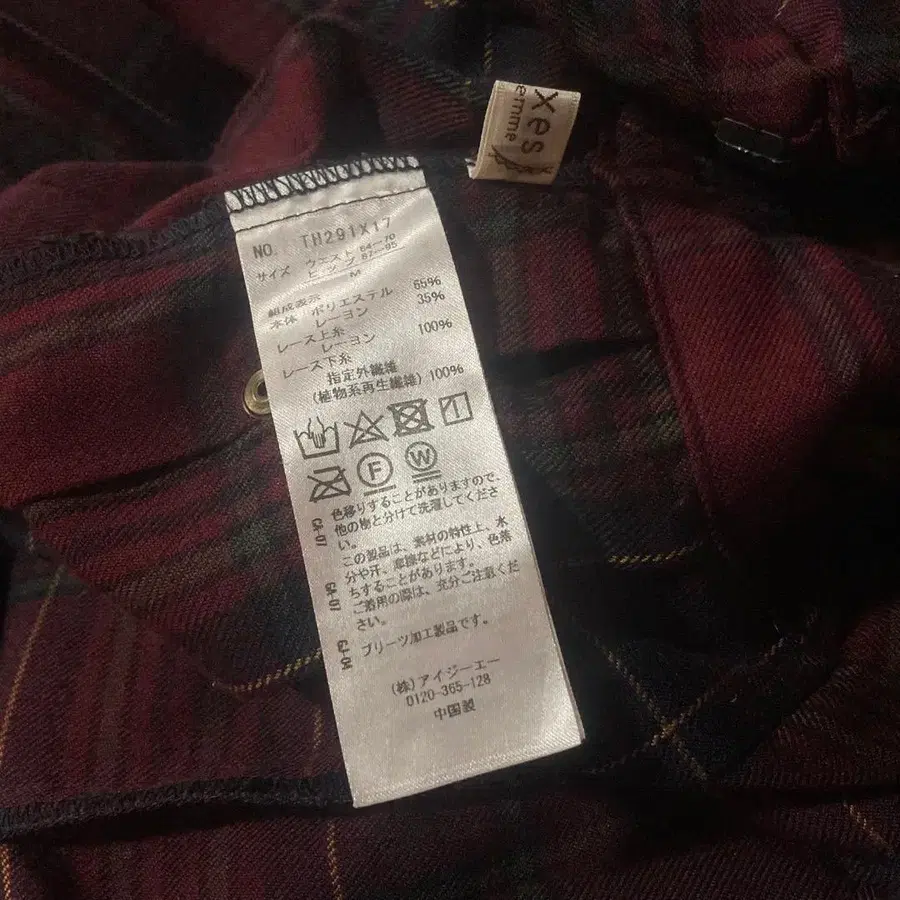 xes
emme
NO. TH291X17
サイズ ウエスト 64-70
ヒップ 87-95
M
組成表示
本体 ポリエステル 65%
レーヨン 35%
レース上糸
レーヨン 100%
レース下糸
指定外繊維
(植物系再生繊維) 100%
F W
CA-07 色移りすることがありますので、
他の物と分けて洗濯してくださ
い。
GA-07 この製品は、素材の特性上、水
分や汗、摩擦などにより、色落
ちすることがあります。
ご着用の際は、充分ご注意くだ
さい。
GJ-04 プリーツ加工製品です。
(株)アイジーエー
0120-365-128
中国製